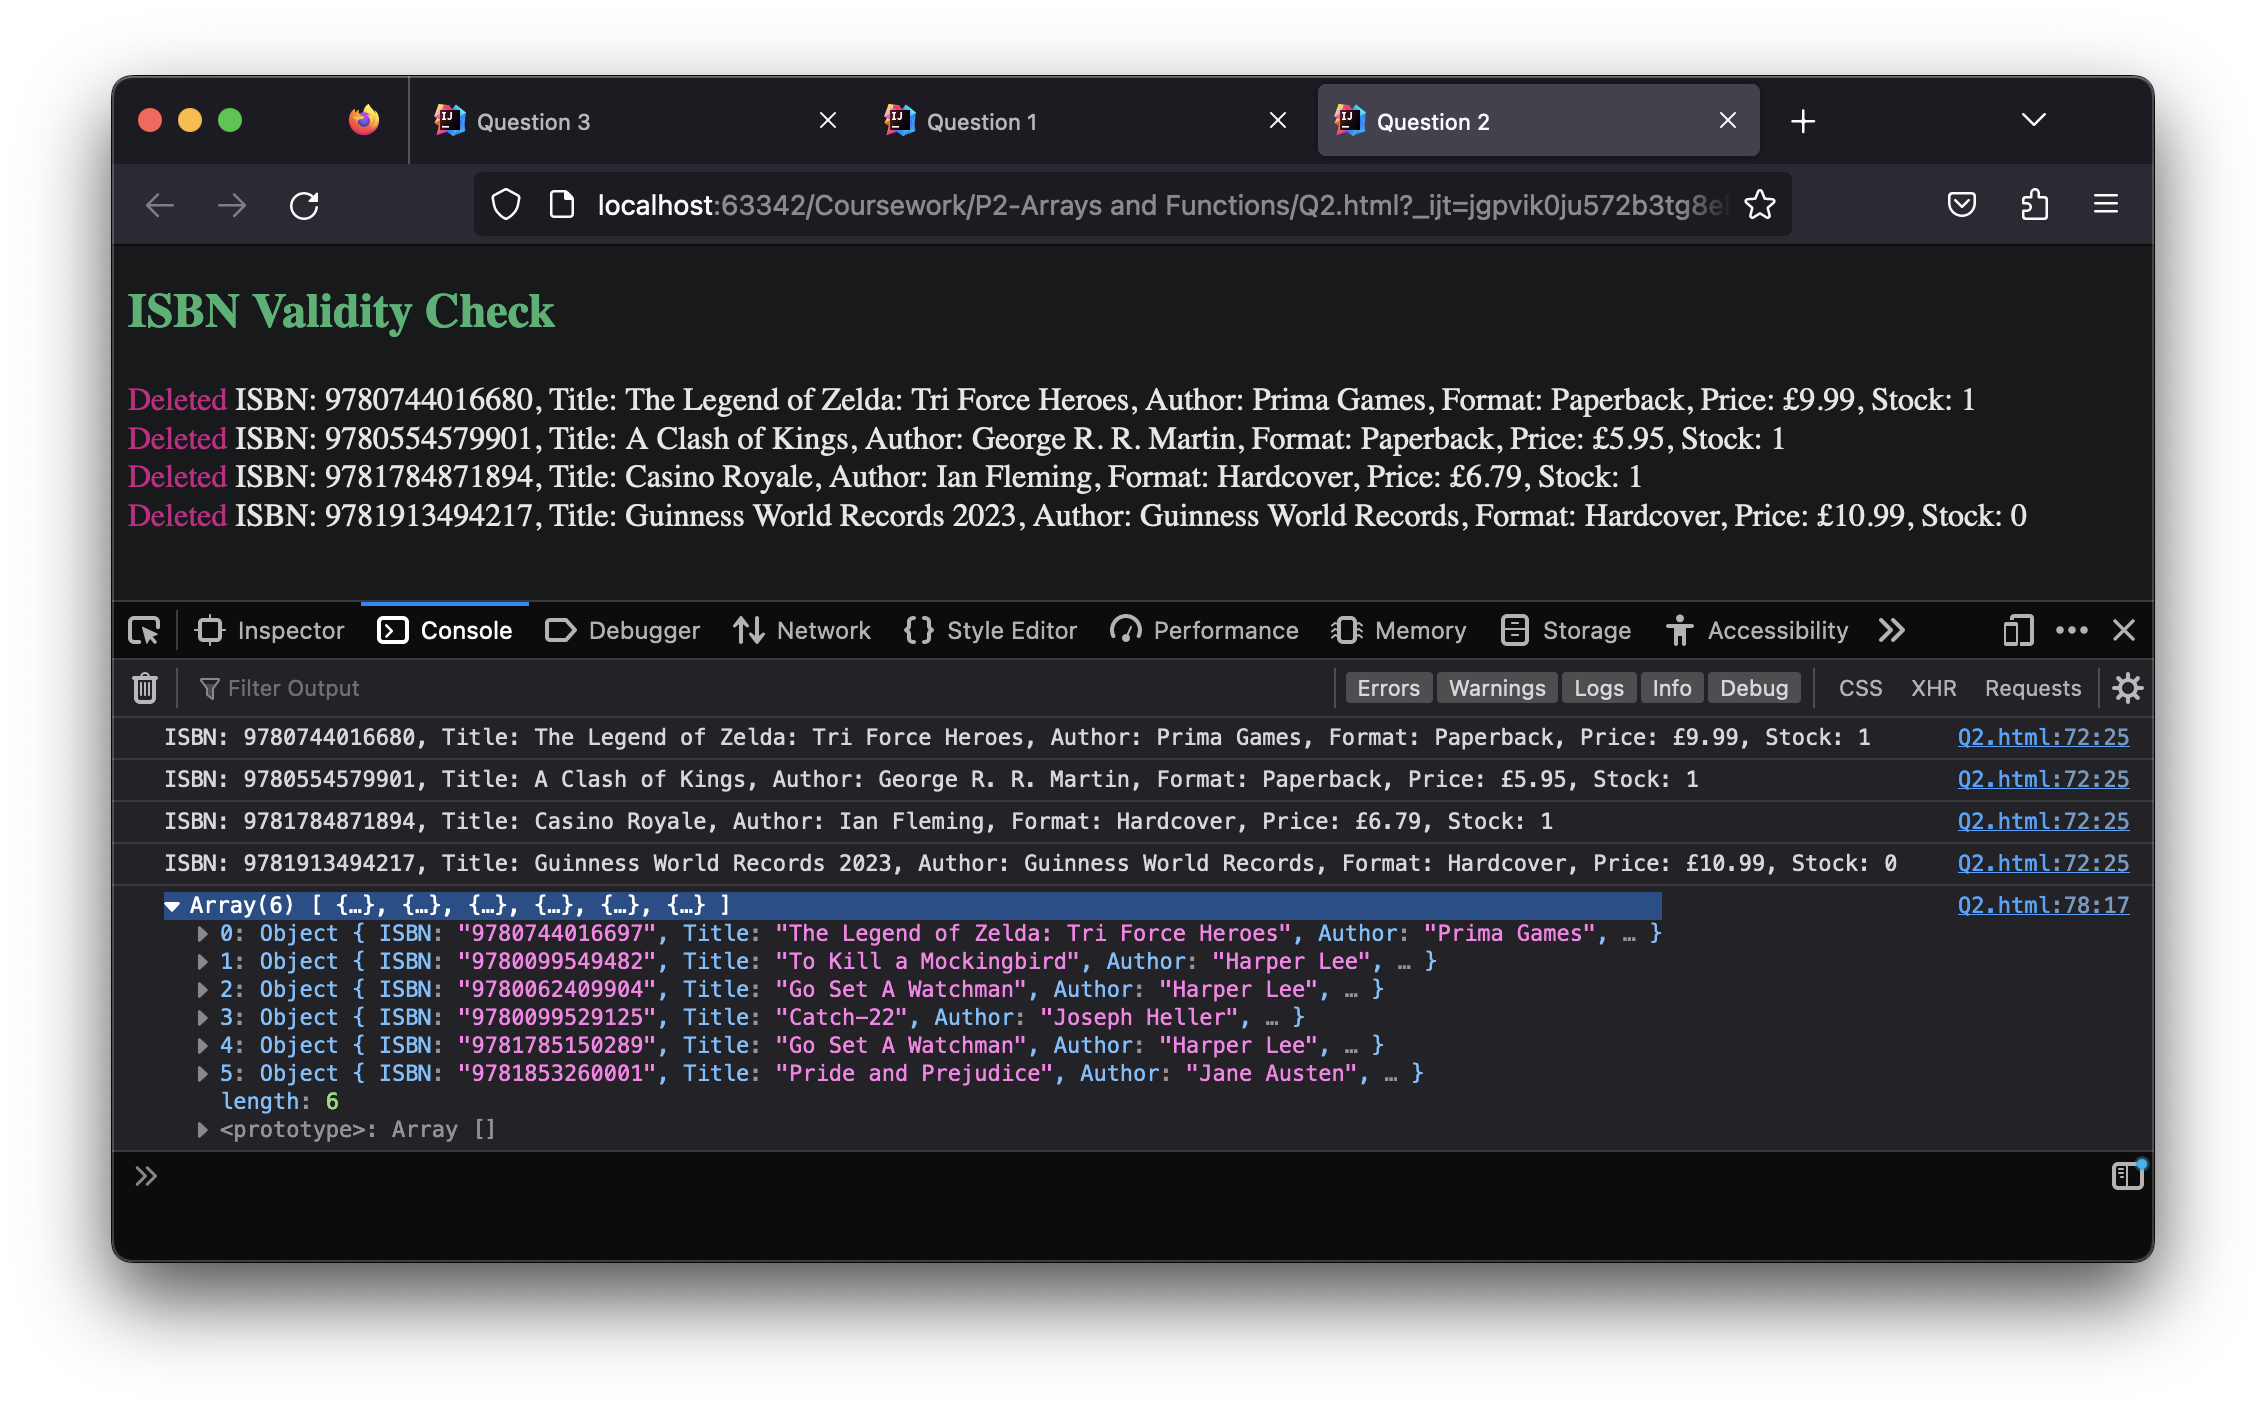 Question 3
Question 1
Question 2
localhost:63342/Coursework/P2-Arrays and Functions/Q2.html?_ijt=jgpvik0ju572b3tg8e
ISBN Validity Check
Deleted ISBN: 9780744016680, Title: The Legend of Zelda: Tri Force Heroes, Author: Prima Games, Format: Paperback, Price: £9.99, Stock: 1
Deleted ISBN: 9780554579901, Title: A Clash of Kings, Author: George R. R. Martin, Format: Paperback, Price: £5.95, Stock: 1
Deleted ISBN: 9781784871894, Title: Casino Royale, Author: Ian Fleming, Format: Hardcover, Price: £6.79, Stock: 1
Deleted ISBN: 9781913494217, Title: Guinness World Records 2023, Author: Guinness World Records, Format: Hardcover, Price: £10.99, Stock: 0
Inspector Console Debugger Network Style Editor Performance Memory Storage Accessibility
Filter Output Errors Warnings Logs Info Debug CSS XHR Requests
ISBN: 9780744016680, Title: The Legend of Zelda: Tri Force Heroes, Author: Prima Games, Format: Paperback, Price: £9.99, Stock: 1 Q2.html:72:25
ISBN: 9780554579901, Title: A Clash of Kings, Author: George R. R. Martin, Format: Paperback, Price: £5.95, Stock: 1 Q2.html:72:25
ISBN: 9781784871894, Title: Casino Royale, Author: Ian Fleming, Format: Hardcover, Price: £6.79, Stock: 1 Q2.html:72:25
ISBN: 9781913494217, Title: Guinness World Records 2023, Author: Guinness World Records, Format: Hardcover, Price: £10.99, Stock: 0 Q2.html:72:25
Array(6) [ {…}, {…}, {…}, {…}, {…}, {…} ] Q2.html:78:17
0: Object { ISBN: "9780744016697", Title: "The Legend of Zelda: Tri Force Heroes", Author: "Prima Games", … }
1: Object { ISBN: "9780099549482", Title: "To Kill a Mockingbird", Author: "Harper Lee", … }
2: Object { ISBN: "9780062409904", Title: "Go Set A Watchman", Author: "Harper Lee", … }
3: Object { ISBN: "9780099529125", Title: "Catch-22", Author: "Joseph Heller", … }
4: Object { ISBN: "9781785150289", Title: "Go Set A Watchman", Author: "Harper Lee", … }
5: Object { ISBN: "9781853260001", Title: "Pride and Prejudice", Author: "Jane Austen", … }
length: 6
<prototype>: Array []